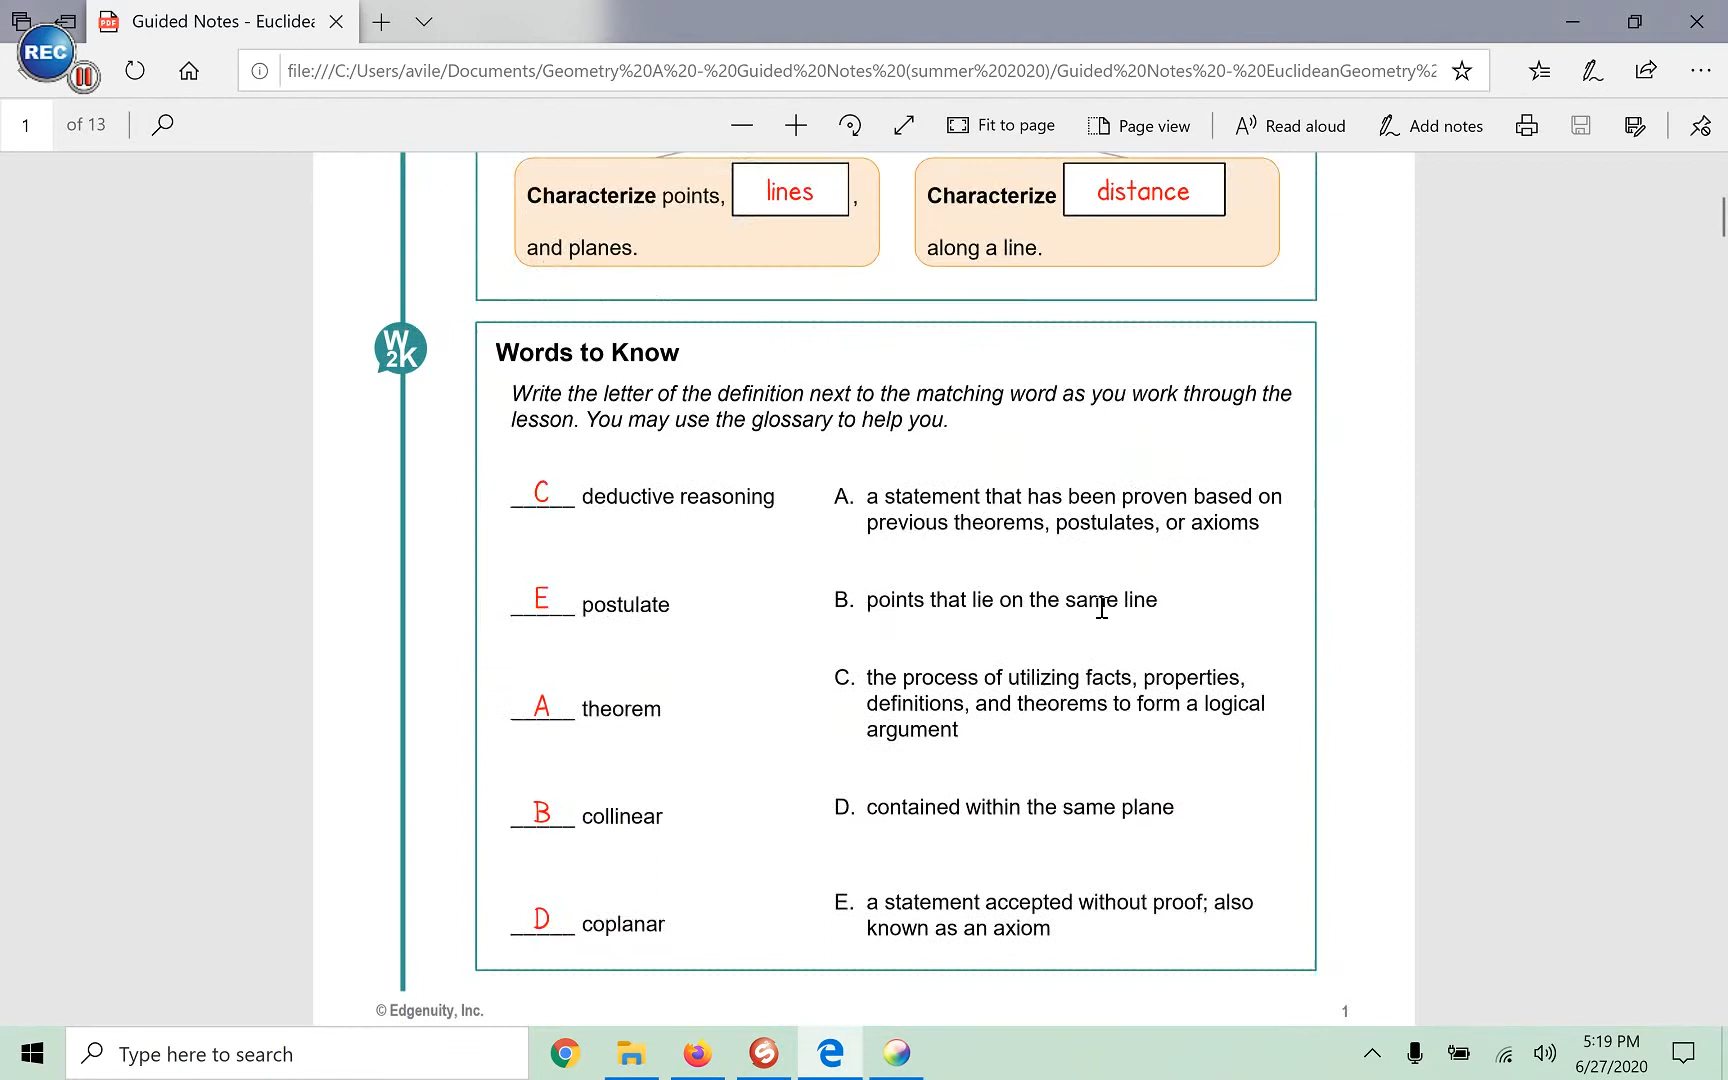 Guided Notes - Euclidea
REC
file:///C:/Users/avile/Documents/Geometry%20A%20-%20Guided%20Notes%20(summer%202020)/Guided%20Notes%20-%20EuclideanGeometry%2
1 of 13
Fit to page
Page view
Read aloud
Add notes
Characterize points, lines ,
and planes.
Characterize distance
along a line.
W
2K
Words to Know
Write the letter of the definition next to the matching word as you work through the
lesson. You may use the glossary to help you.
C deductive reasoning
A. a statement that has been proven based on
previous theorems, postulates, or axioms
E postulate
B. points that lie on the same line
A theorem
C. the process of utilizing facts, properties,
definitions, and theorems to form a logical
argument
B collinear
D. contained within the same plane
D coplanar
E. a statement accepted without proof; also
known as an axiom
© Edgenuity, Inc.
1
Type here to search
5:19 PM
6/27/2020